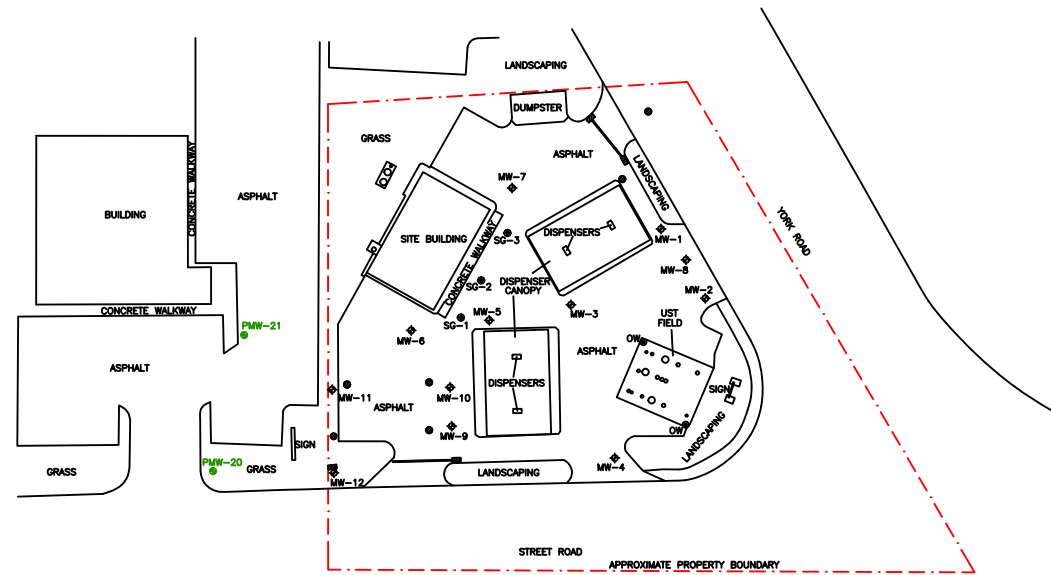 LANDSCAPING
DUMPSTER
GRASS
ASPHALT
LANDSCAPING
MW-7
CONCRETE WALKWAY
ASPHALT
BUILDING
YORK ROAD
SITE BUILDING
CONCRETE WALKWAY
SG-3
DISPENSERS
MW-1
MW-8
SG-2
DISPENSER
CANOPY
MW-2
CONCRETE WALKWAY
MW-5
MW-3
UST
FIELD
SG-1
PMW-21
MW-6
OW
ASPHALT
ASPHALT
DISPENSERS
SIGN
MW-11
MW-10
ASPHALT
LANDSCAPING
OW
MW-9
SIGN
PMW-20
GRASS
GRASS
MW-4
LANDSCAPING
MW-12
STREET ROAD
APPROXIMATE PROPERTY BOUNDARY